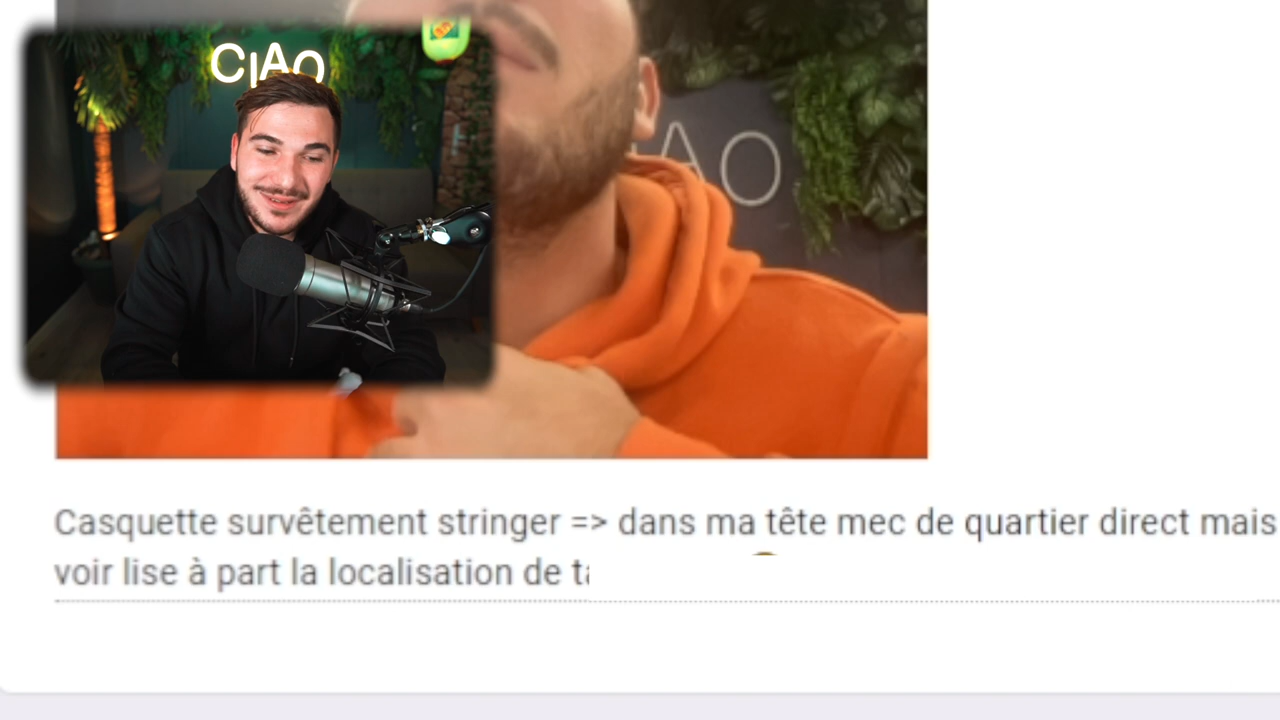 CIAO
AO
Casquette survêtement stringer => dans ma tête mec de quartier direct mais
voir lise à part la localisation de